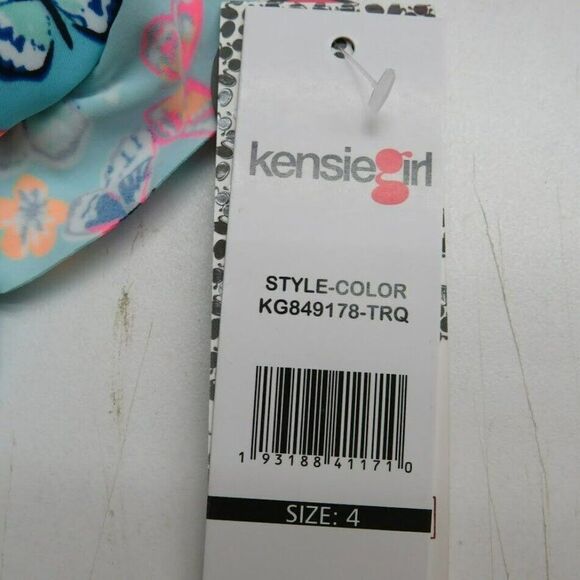 kensiegirl
STYLE-COLOR
KG849178-TRQ
1 93188 41171 0
SIZE: 4